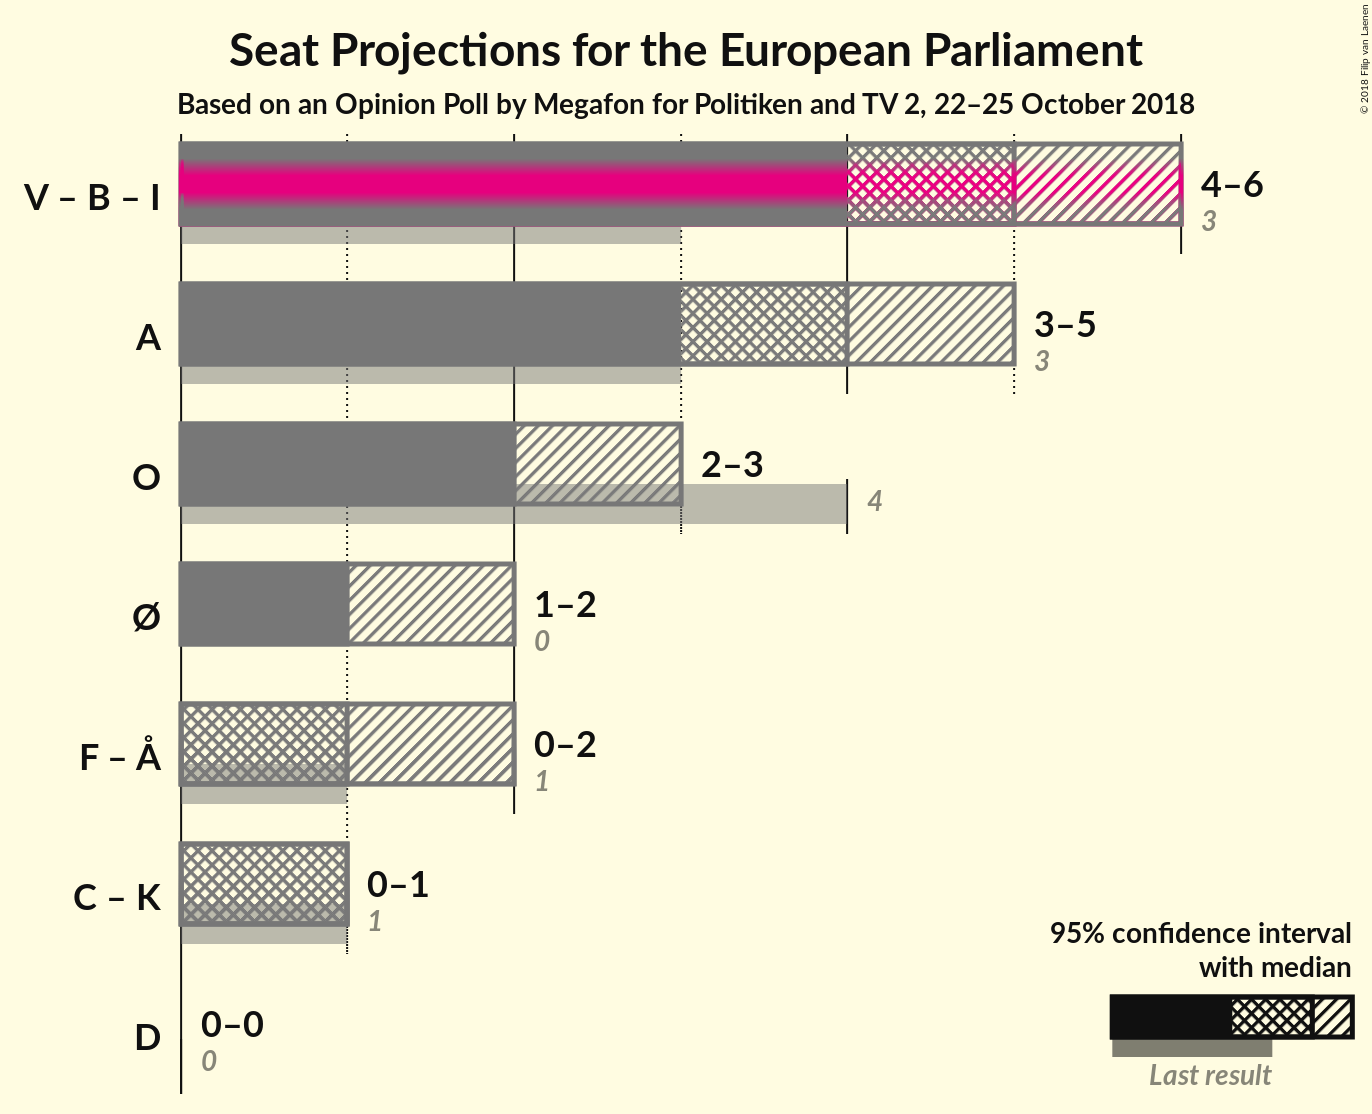 Seat Projections for the European Parliament
Based on an Opinion Poll by Megafon for Politiken and TV 2, 22–25 October 2018
© 2018 Filip van Laenen
V – B – I
4–6
3
A
3–5
3
O
2–3
4
Ø
1–2
0
F – Å
0–2
1
C – K
0–1
1
D
0–0
0
95% confidence interval
with median
Last result